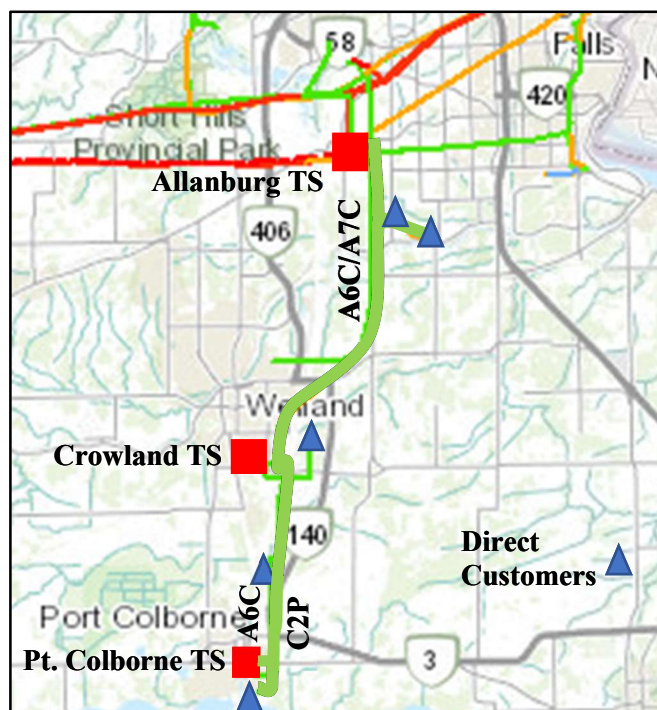 58
Falls
N
420
Short Hills
Provincial Park
Allanburg TS
A6C/A7C
406
Welland
Crowland TS
140
Direct
Customers
Port Colborne
A6C
C2P
Pt. Colborne TS
3